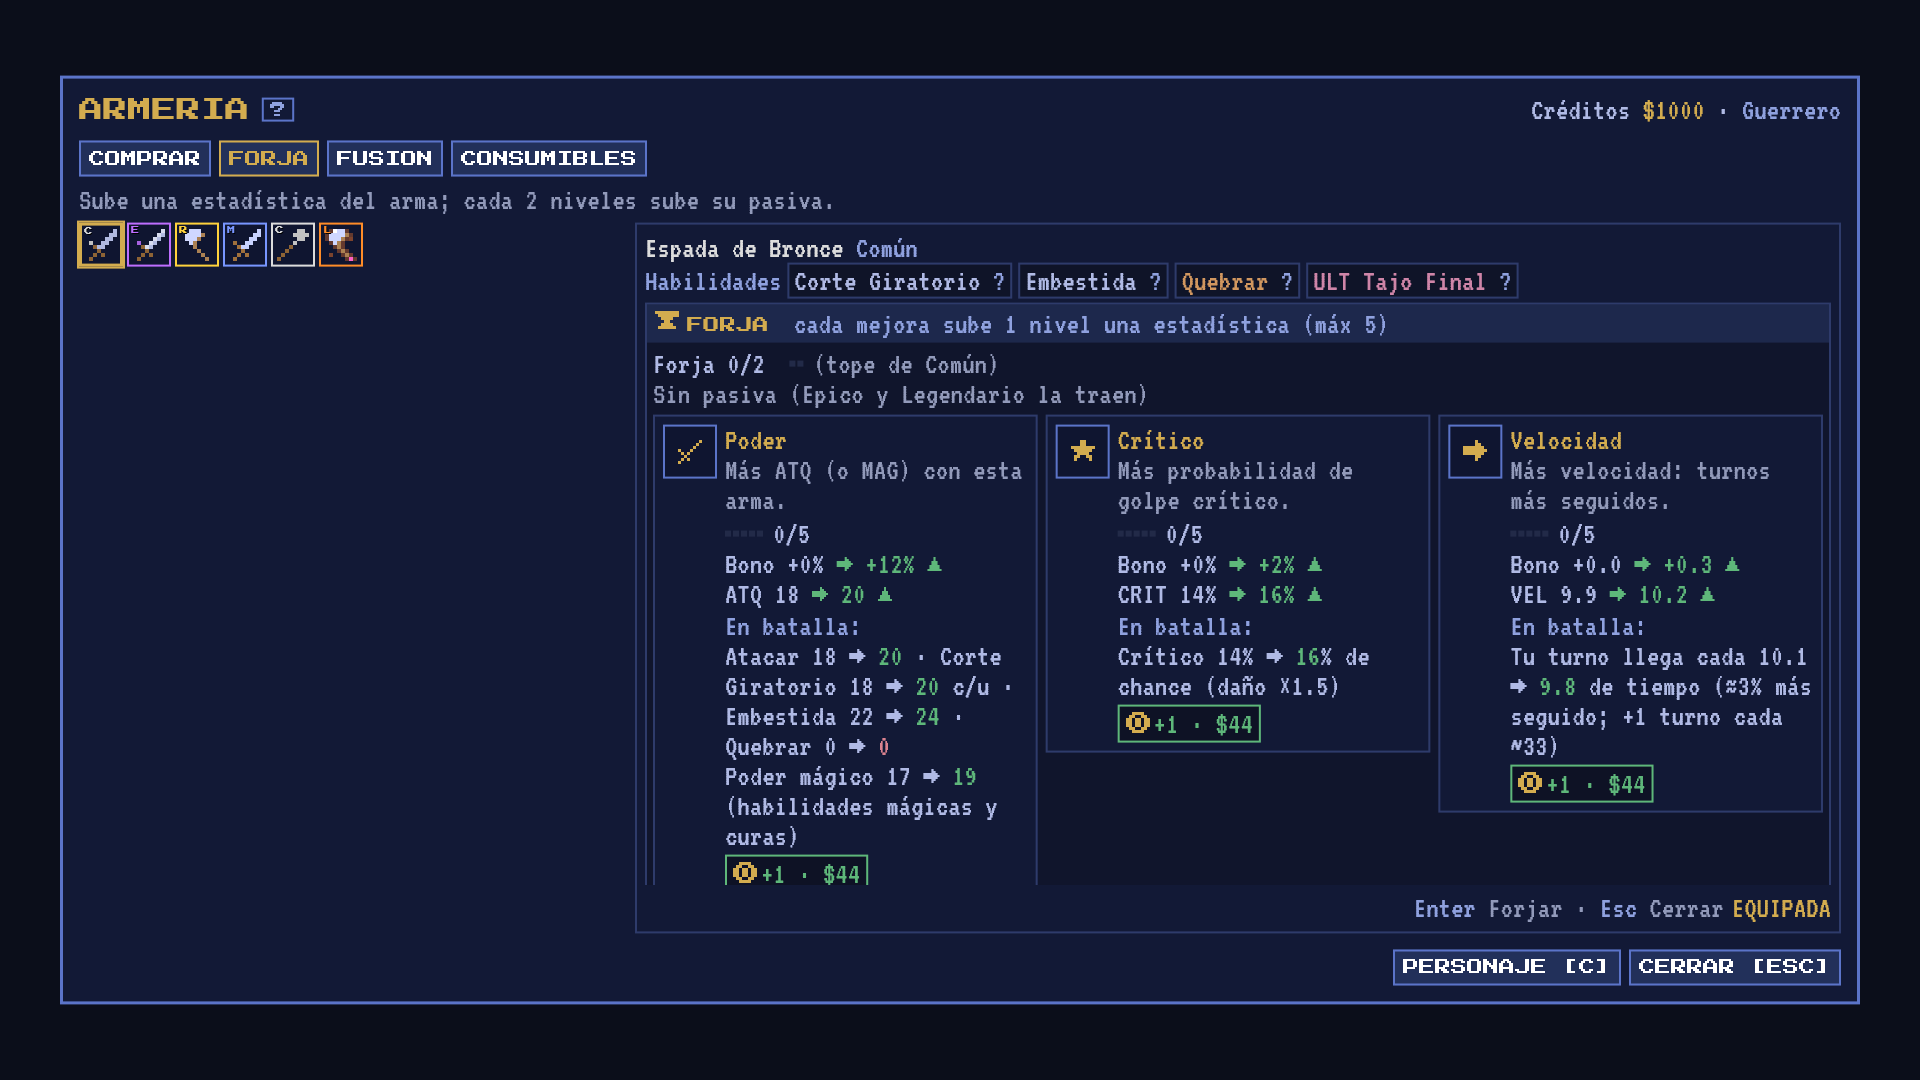 ARMERIA ?
Créditos $1000 · Guerrero
COMPRAR FORJA FUSION CONSUMIBLES
Sube una estadística del arma; cada 2 niveles sube su pasiva.
C E R M C L
Espada de Bronce Común
Habilidades Corte Giratorio ? Embestida ? Quebrar ? ULT Tajo Final ?
FORJA cada mejora sube 1 nivel una estadística (máx 5)
Forja 0/2 (tope de Común)
Sin pasiva (Epico y Legendario la traen)
Poder
Más ATQ (o MAG) con esta
arma.
0/5
Bono +0% ➡ +12% ▲
ATQ 18 ➡ 20 ▲
En batalla:
Atacar 18 ➡ 20 · Corte
Giratorio 18 ➡ 20 c/u ·
Embestida 22 ➡ 24 ·
Quebrar 0 ➡ 0
Poder mágico 17 ➡ 19
(habilidades mágicas y
curas)
+1 · $44
Crítico
Más probabilidad de
golpe crítico.
0/5
Bono +0% ➡ +2% ▲
CRIT 14% ➡ 16% ▲
En batalla:
Crítico 14% ➡ 16% de
chance (daño X1.5)
+1 · $44
Velocidad
Más velocidad: turnos
más seguidos.
0/5
Bono +0.0 ➡ +0.3 ▲
VEL 9.9 ➡ 10.2 ▲
En batalla:
Tu turno llega cada 10.1
➡ 9.8 de tiempo (≈3% más
seguido; +1 turno cada
≈33)
+1 · $44
Enter Forjar · Esc Cerrar EQUIPADA
PERSONAJE [C] CERRAR [ESC]